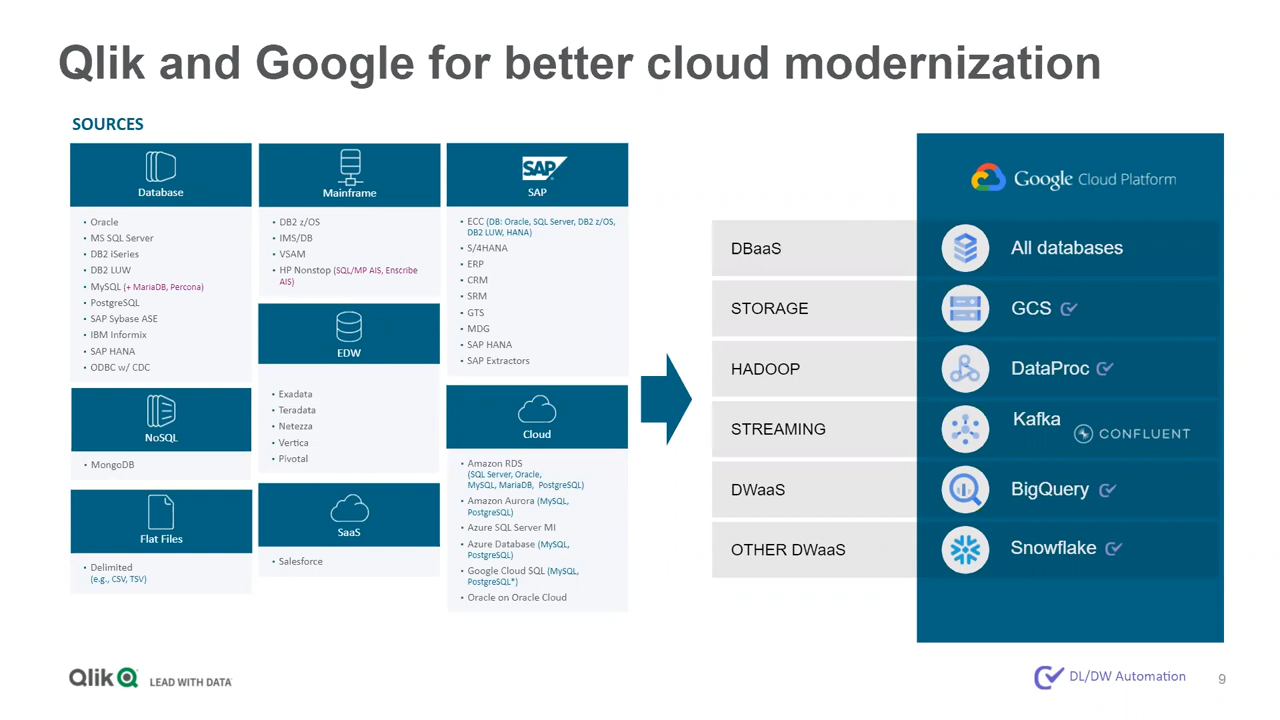 Qlik and Google for better cloud modernization
SOURCES
Database
• Oracle
• MS SQL Server
• DB2 iSeries
• DB2 LUW
• MySQL (+ MariaDB, Percona)
• PostgreSQL
• SAP Sybase ASE
• IBM Informix
• SAP HANA
• ODBC w/ CDC
NoSQL
• MongoDB
Flat Files
• Delimited
(e.g., CSV, TSV)
Mainframe
• DB2 z/OS
• IMS/DB
• VSAM
• HP Nonstop (SQL/MP AIS, Enscribe
AIS)
EDW
• Exadata
• Teradata
• Netezza
• Vertica
• Pivotal
SaaS
• Salesforce
SAP
SAP
• ECC (DB: Oracle, SQL Server, DB2 z/OS,
DB2 LUW, HANA)
• S/4HANA
• ERP
• CRM
• SRM
• GTS
• MDG
• SAP HANA
• SAP Extractors
Cloud
• Amazon RDS
(SQL Server, Oracle,
MySQL, MariaDB, PostgreSQL)
• Amazon Aurora (MySQL,
PostgreSQL)
• Azure SQL Server MI
• Azure Database (MySQL,
PostgreSQL)
• Google Cloud SQL (MySQL,
PostgreSQL*)
• Oracle on Oracle Cloud
Google Cloud Platform
DBaaS All databases
STORAGE GCS
HADOOP DataProc
STREAMING Kafka CONFLUENT
DWaaS BigQuery
OTHER DWaaS Snowflake
Qlik LEAD WITH DATA
DL/DW Automation
9